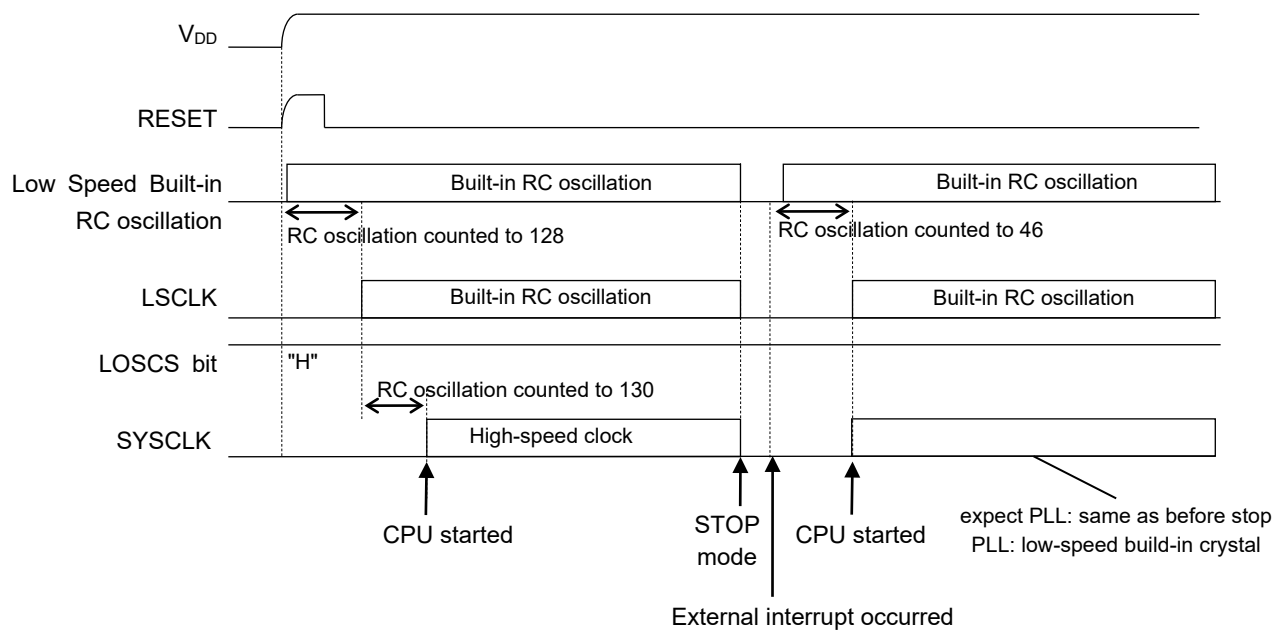 VDD
RESET
Low Speed Built-in
RC oscillation
Built-in RC oscillation
Built-in RC oscillation
RC oscillation counted to 128
RC oscillation counted to 46
LSCLK
Built-in RC oscillation
Built-in RC oscillation
LOSCS bit
"H"
RC oscillation counted to 130
SYSCLK
High-speed clock
CPU started
STOP
mode
CPU started
expect PLL: same as before stop
PLL: low-speed build-in crystal
External interrupt occurred